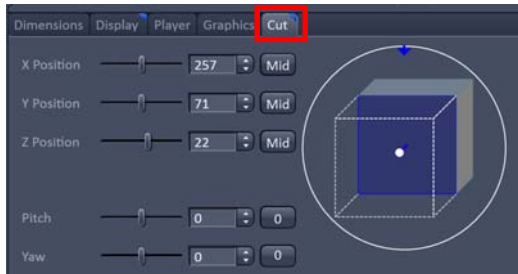 Dimensions Display Player Graphics Cut
X Position 257 Mid
Y Position 71 Mid
Z Position 22 Mid
Pitch 0 0
Yaw 0 0